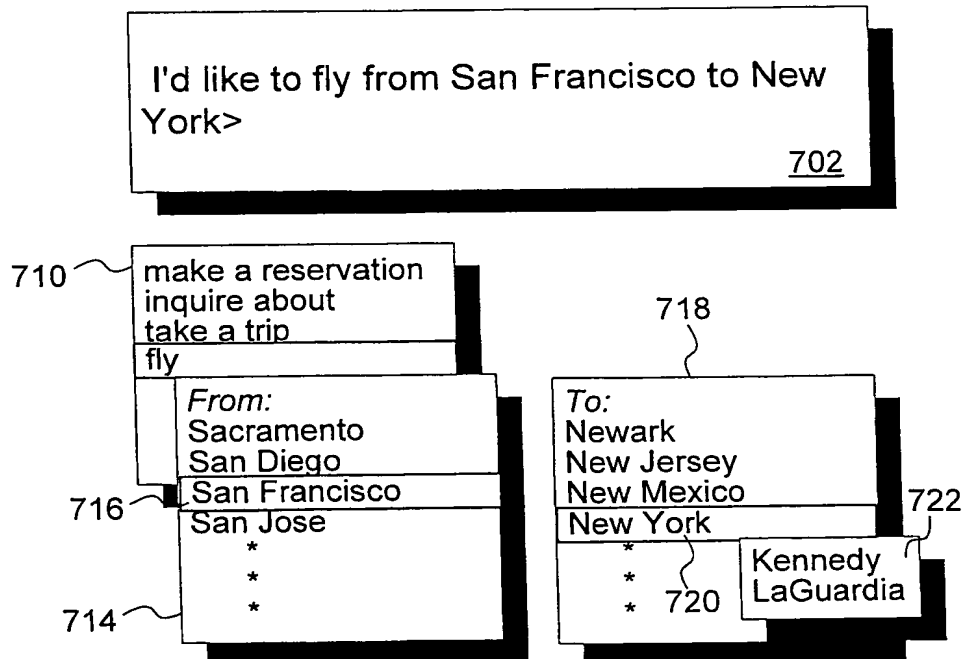 I'd like to fly from San Francisco to New
York>
702
710
make a reservation
inquire about
take a trip
fly
From:
Sacramento
San Diego
716
San Francisco
San Jose
*
*
*
714
718
To:
Newark
New Jersey
New Mexico
New York
*
*
*
720
722
Kennedy
LaGuardia